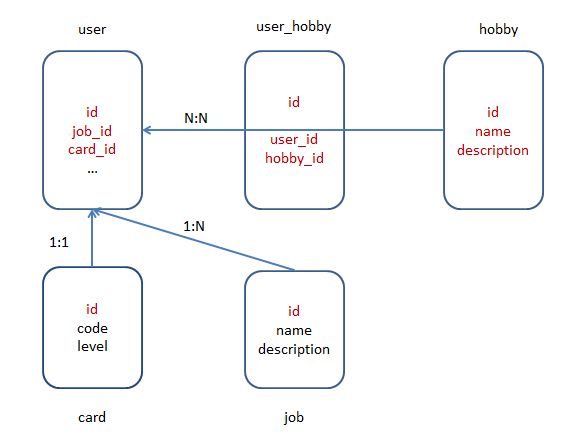 user
user_hobby
hobby
id
job_id
card_id
...
N:N
id
user_id
hobby_id
id
name
description
1:1
1:N
id
code
level
id
name
description
card
job